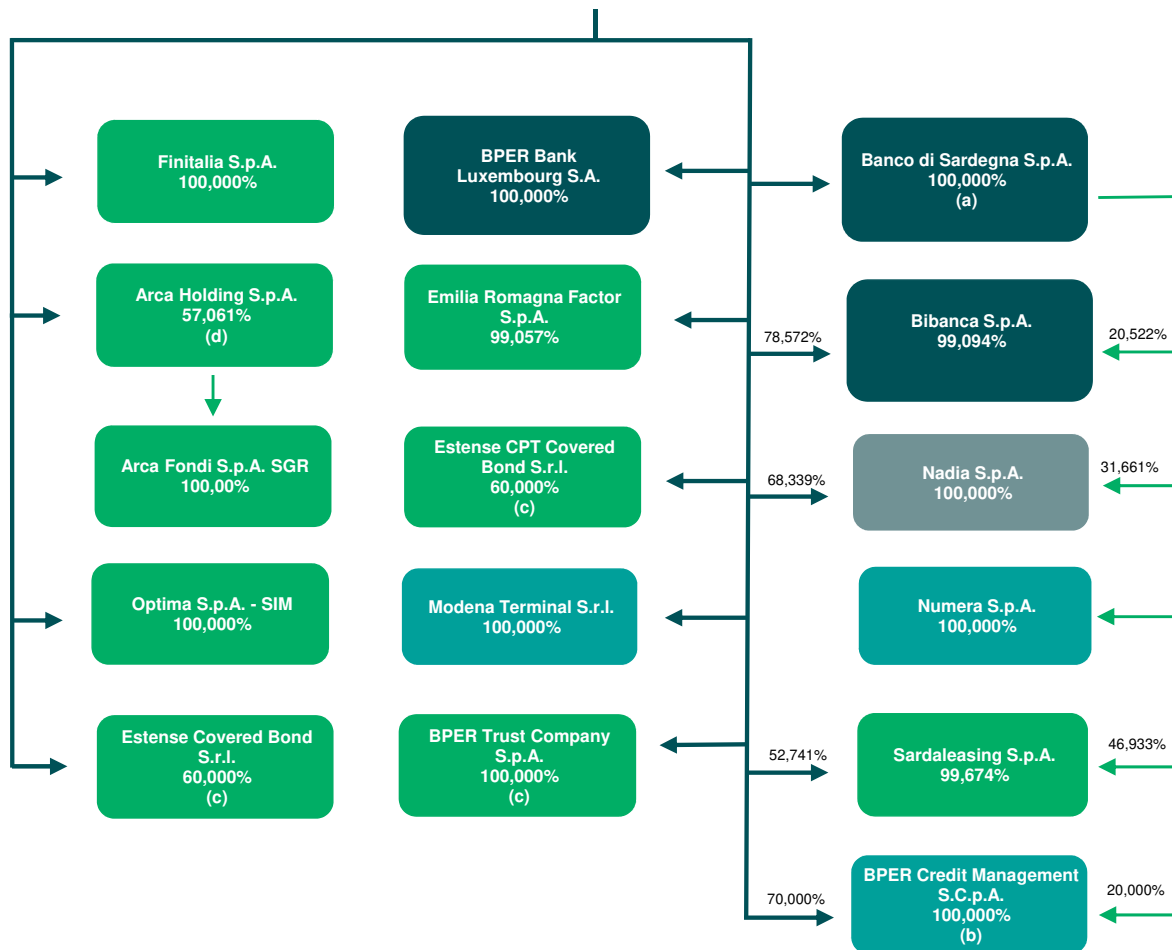 Finitalia S.p.A.
100,000%
BPER Bank
Luxembourg S.A.
100,000%
Banco di Sardegna S.p.A.
100,000%
(a)
Arca Holding S.p.A.
57,061%
(d)
Emilia Romagna Factor
S.p.A.
99,057%
78,572%
Bibanca S.p.A.
99,094%
20,522%
Arca Fondi S.p.A. SGR
100,00%
Estense CPT Covered
Bond S.r.l.
60,000%
(c)
68,339%
Nadia S.p.A.
100,000%
31,661%
Optima S.p.A. - SIM
100,000%
Modena Terminal S.r.l.
100,000%
Numera S.p.A.
100,000%
Estense Covered Bond
S.r.l.
60,000%
(c)
BPER Trust Company
S.p.A.
100,000%
(c)
52,741%
Sardaleasing S.p.A.
99,674%
46,933%
70,000%
BPER Credit Management
S.C.p.A.
100,000%
(b)
20,000%